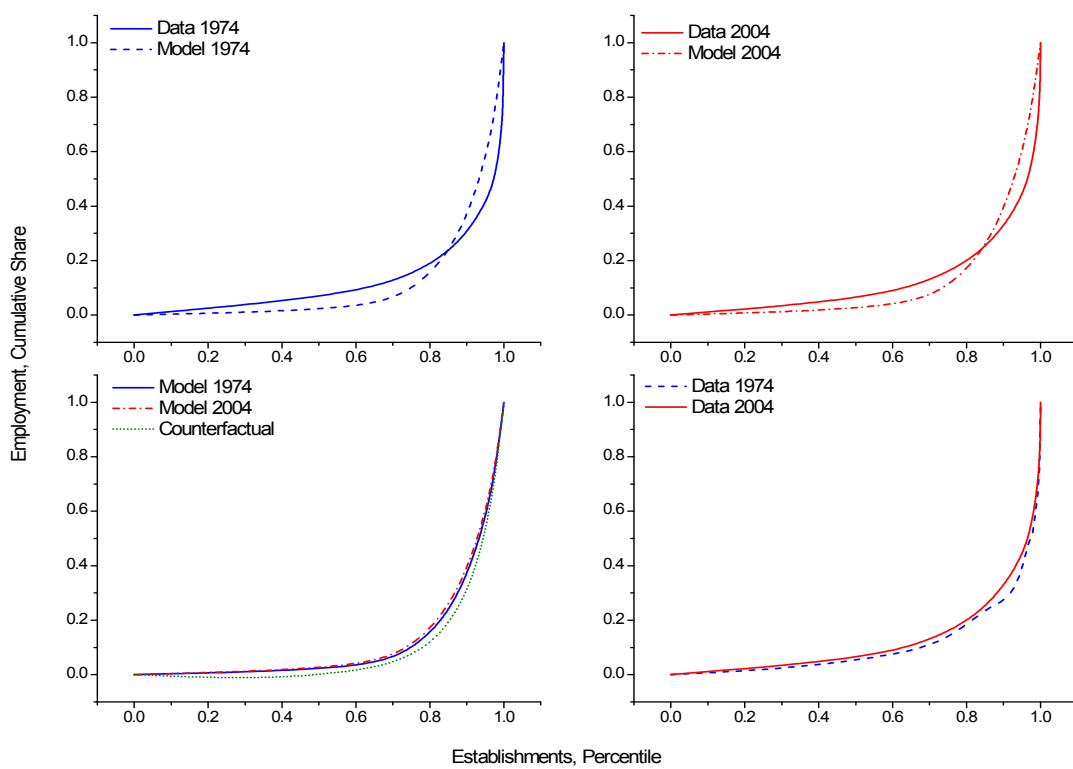 Data 1974
Model 1974
1.0
0.8
0.6
0.4
0.2
0.0
0.0 0.2 0.4 0.6 0.8 1.0
Data 2004
Model 2004
1.0
0.8
0.6
0.4
0.2
0.0
0.0 0.2 0.4 0.6 0.8 1.0
Employment, Cumulative Share
Model 1974
Model 2004
Counterfactual
1.0
0.8
0.6
0.4
0.2
0.0
0.0 0.2 0.4 0.6 0.8 1.0
Data 1974
Data 2004
1.0
0.8
0.6
0.4
0.2
0.0
0.0 0.2 0.4 0.6 0.8 1.0
Establishments, Percentile